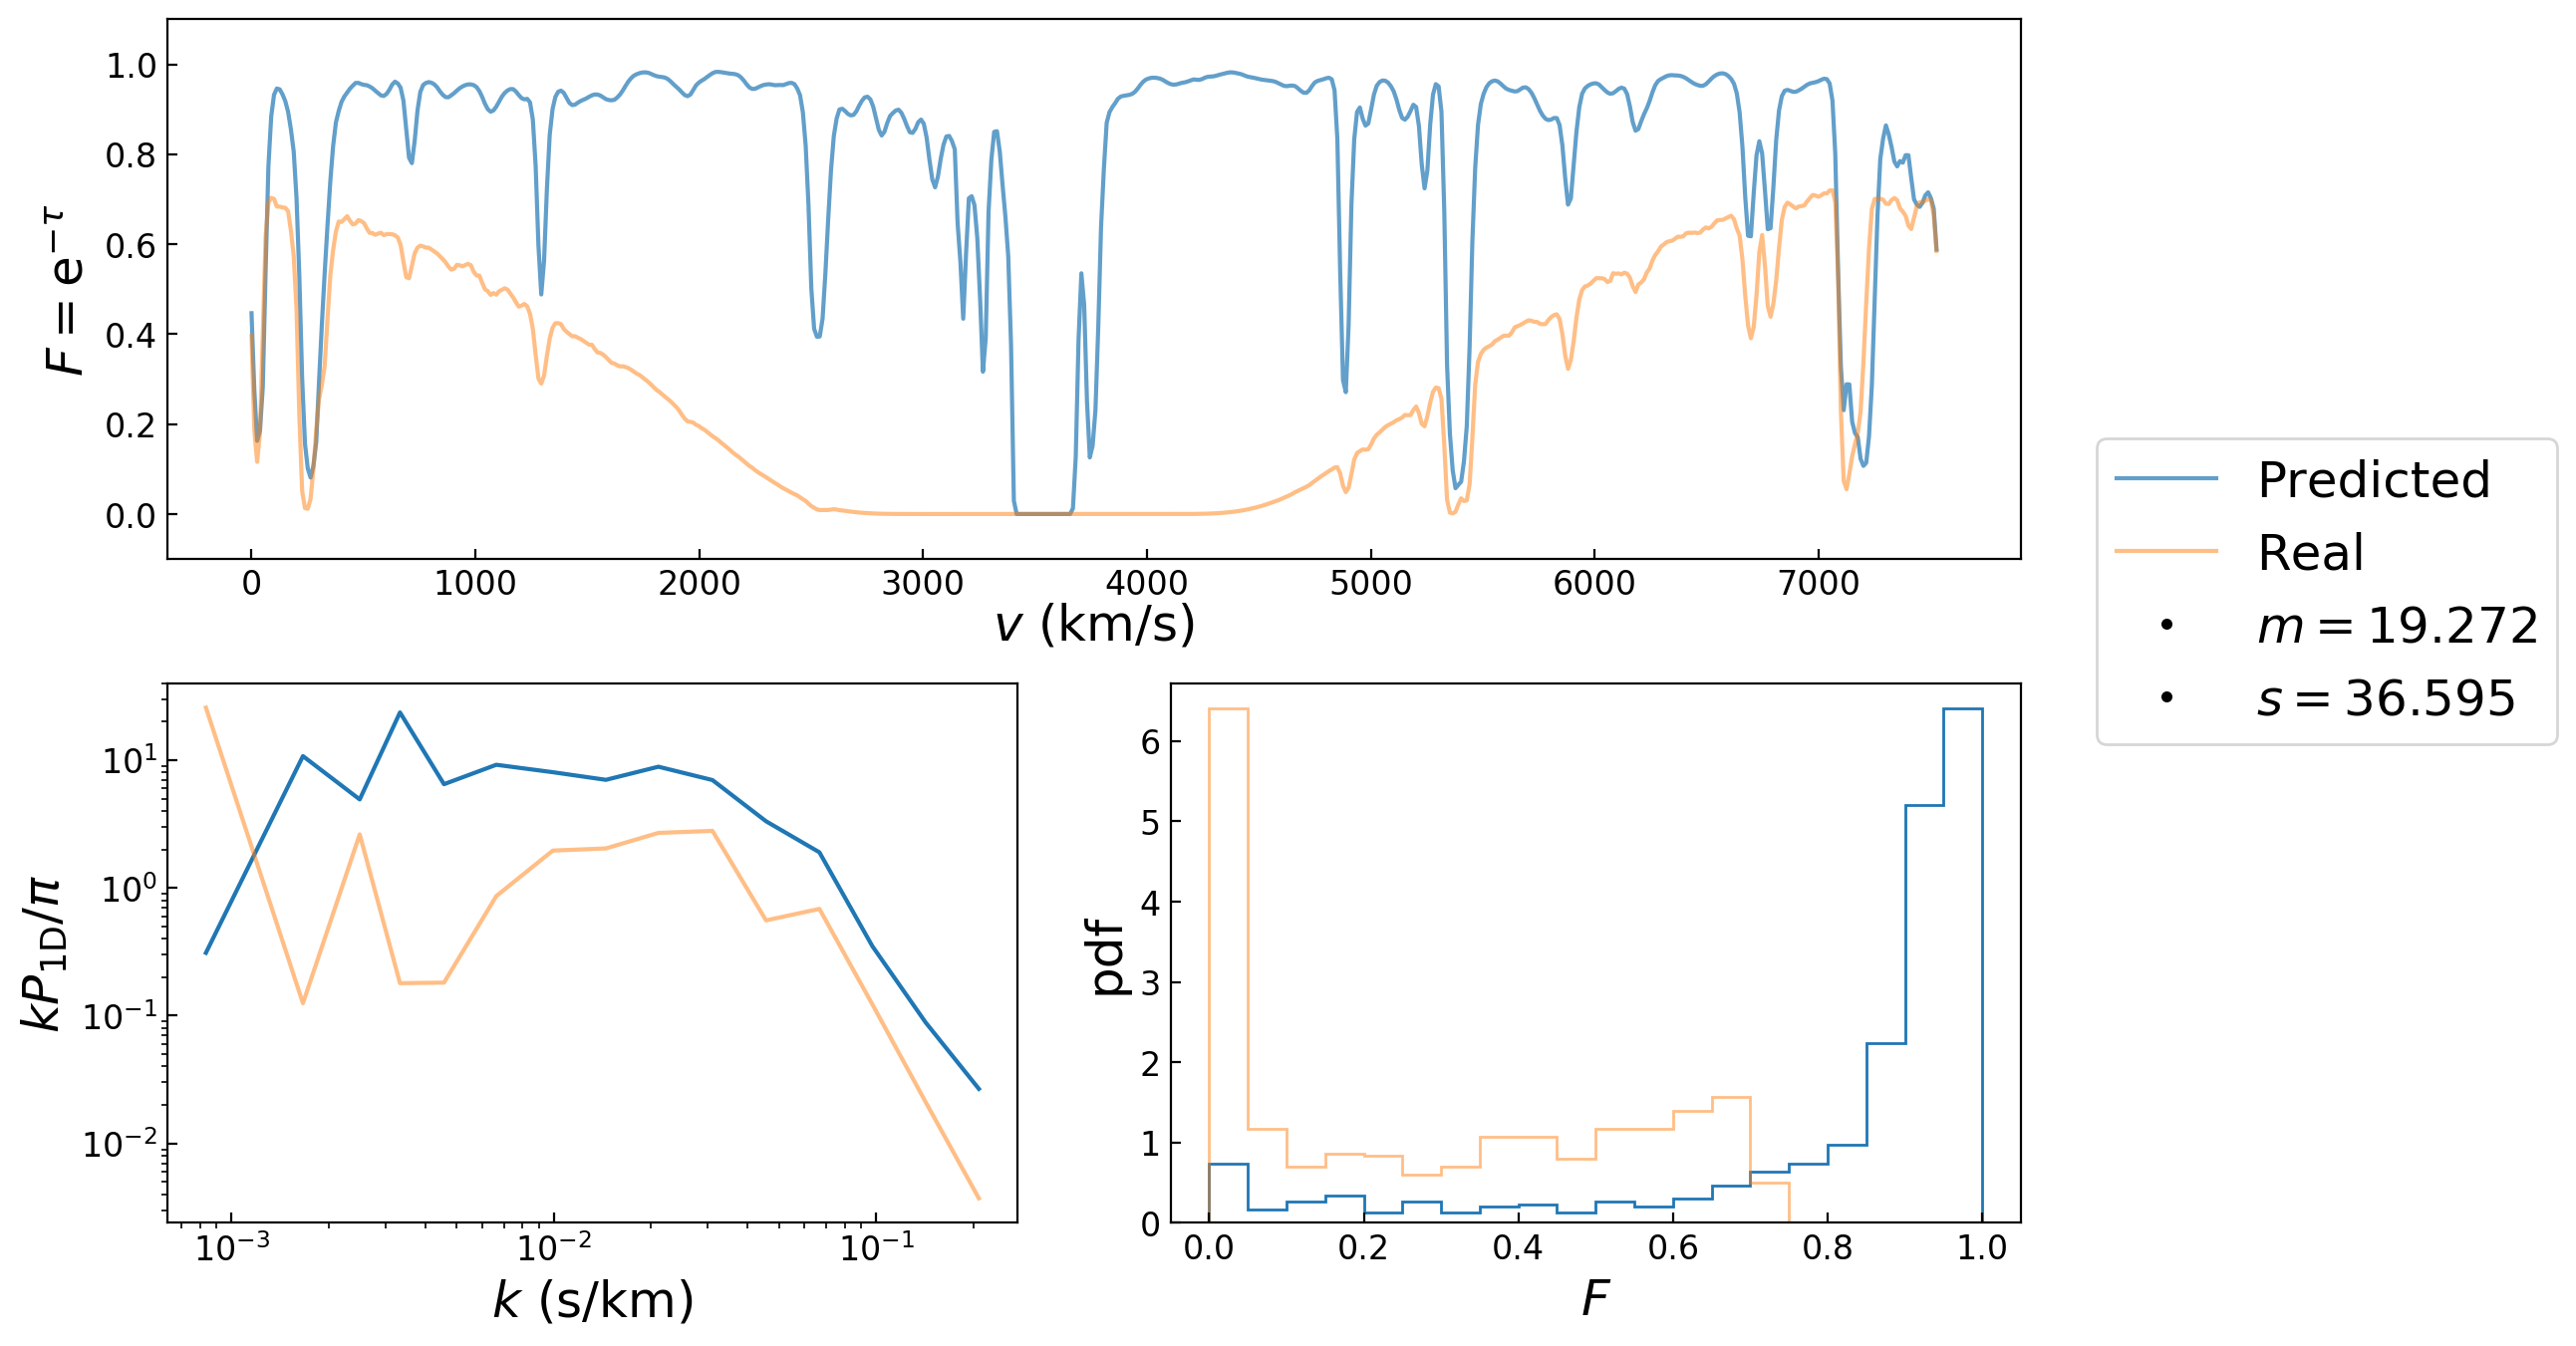 F = e^{−τ}
1.0
0.8
0.6
0.4
0.2
0.0
0 1000 2000 3000 4000 5000 6000 7000
v (km/s)
Predicted
Real
m = 19.272
s = 36.595
kP_{1D}/π
10^1
10^0
10^{−1}
10^{−2}
10^{−3} 10^{−2} 10^{−1}
k (s/km)
pdf
6
5
4
3
2
1
0
0.0 0.2 0.4 0.6 0.8 1.0
F